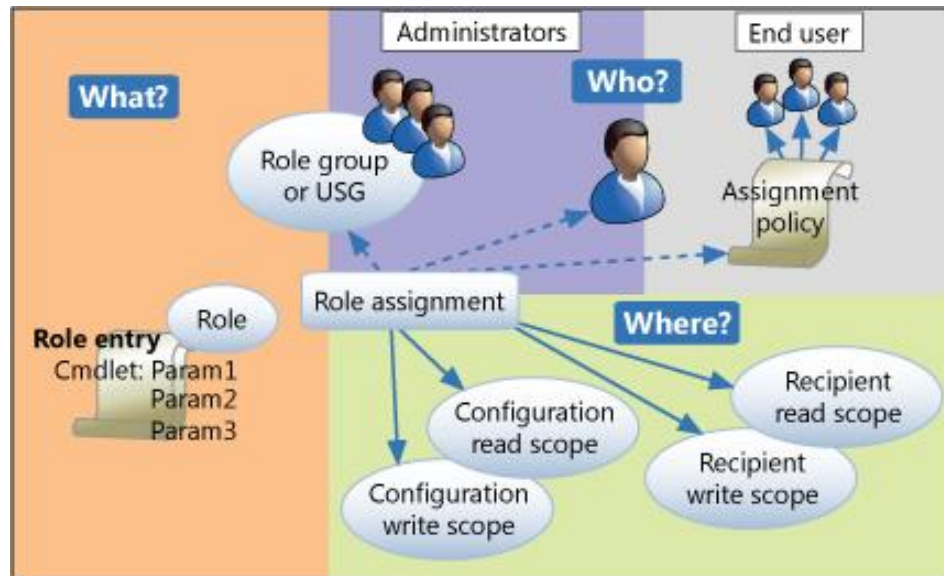 Administrators
End user
What?
Who?
Role group
or USG
Assignment
policy
Role assignment
Role
Where?
Role entry
Cmdlet: Param1
Param2
Param3
Configuration
read scope
Configuration
write scope
Recipient
read scope
Recipient
write scope